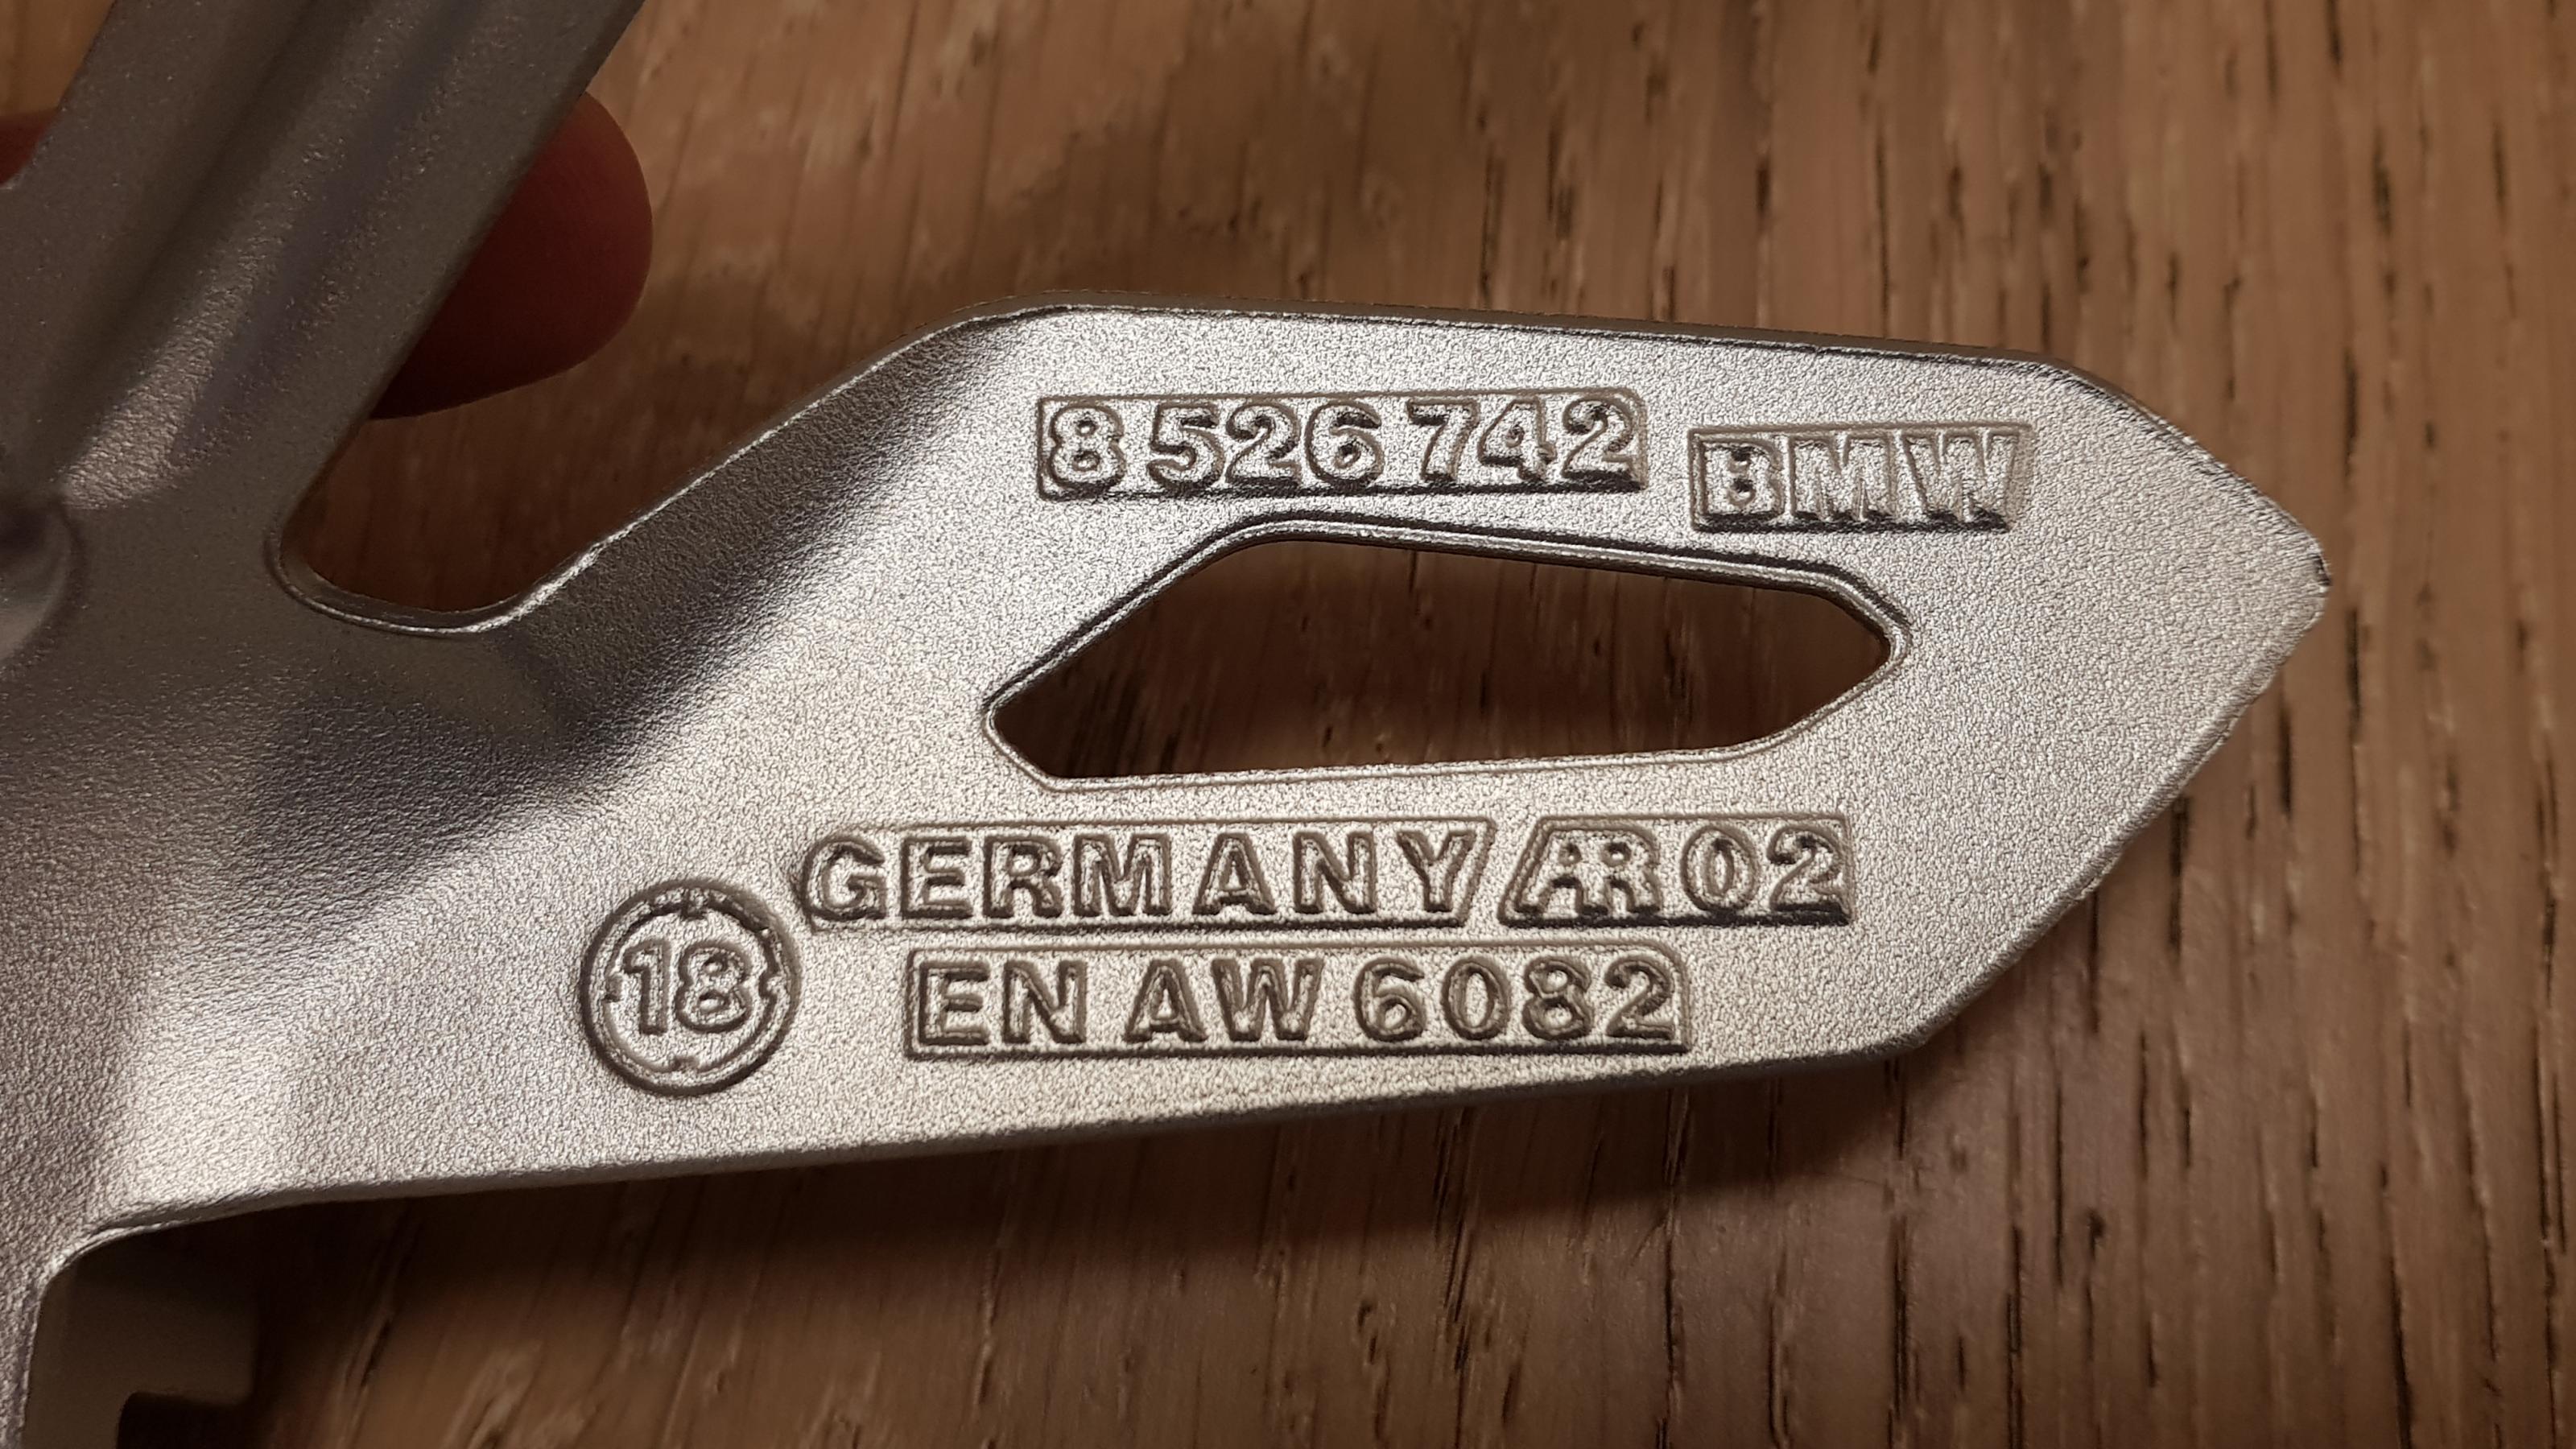 8 526 742 BMW
GERMANY AR 02
18
EN AW 6082